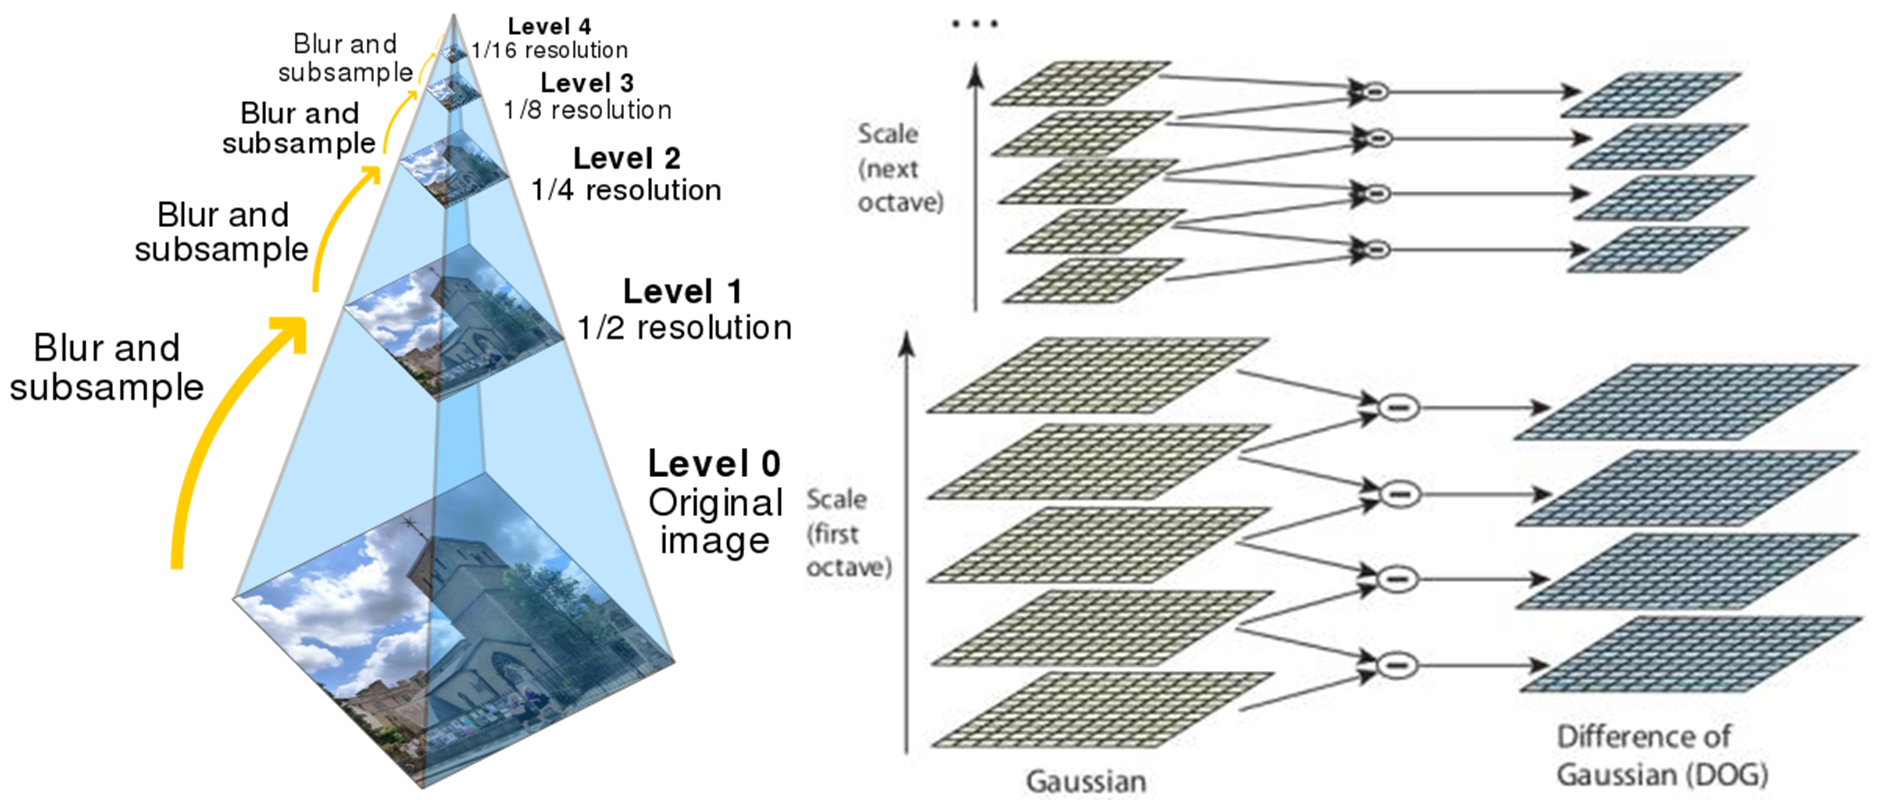 Level 4
1/16 resolution
Blur and
subsample
Level 3
1/8 resolution
Blur and
subsample
Level 2
1/4 resolution
Blur and
subsample
Level 1
1/2 resolution
Blur and
subsample
Level 0
Original
image
...
Scale
(next
octave)
Scale
(first
octave)
Gaussian
Difference of
Gaussian (DOG)